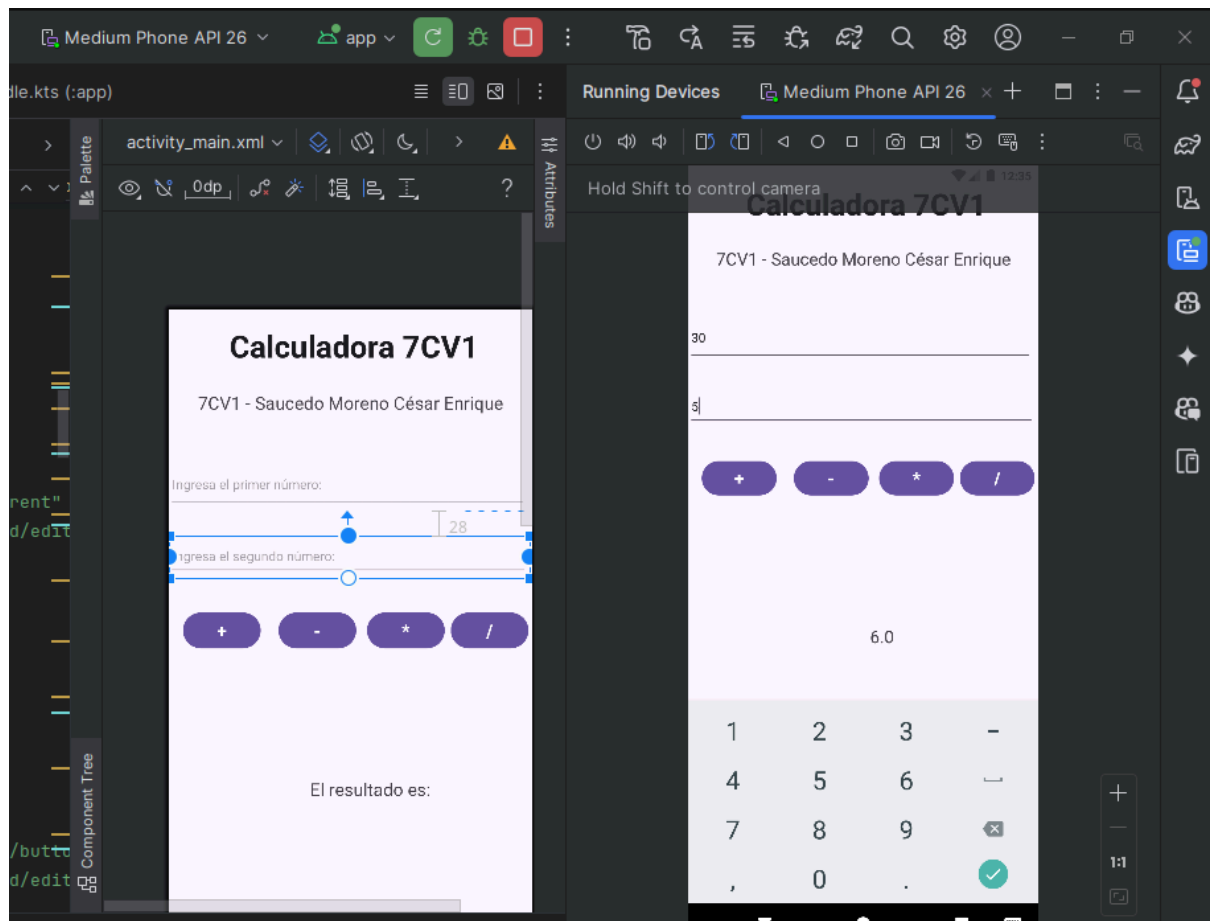 Medium Phone API 26
app
dle.kts (:app)
Running Devices
Medium Phone API 26
Palette
activity_main.xml
Attributes
0dp
?
Hold Shift to control camera
12:35
Calculadora 7CV1
7CV1 - Saucedo Moreno César Enrique
30
5
+ - * /
6.0
1 2 3 -
4 5 6
7 8 9
, 0 .
Calculadora 7CV1
7CV1 - Saucedo Moreno César Enrique
Ingresa el primer número:
28
ngresa el segundo número:
+ - * /
El resultado es:
rent"
d/edit
/butto
d/edit
Component Tree
1:1